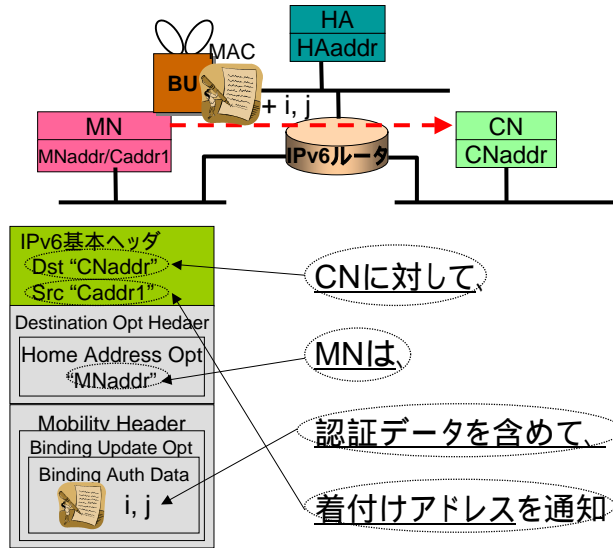 HA
HAaddr
MAC
BU
+ i, j
MN
MNaddr/Caddr1
IPv6ルータ
CN
CNaddr
IPv6基本ヘッダ
Dst “CNaddr”
Src “Caddr1”
Destination Opt Hedaer
Home Address Opt
“MNaddr”
Mobility Header
Binding Update Opt
Binding Auth Data
i, j
CNに対して、
MNは、
認証データを含めて、
着付けアドレスを通知